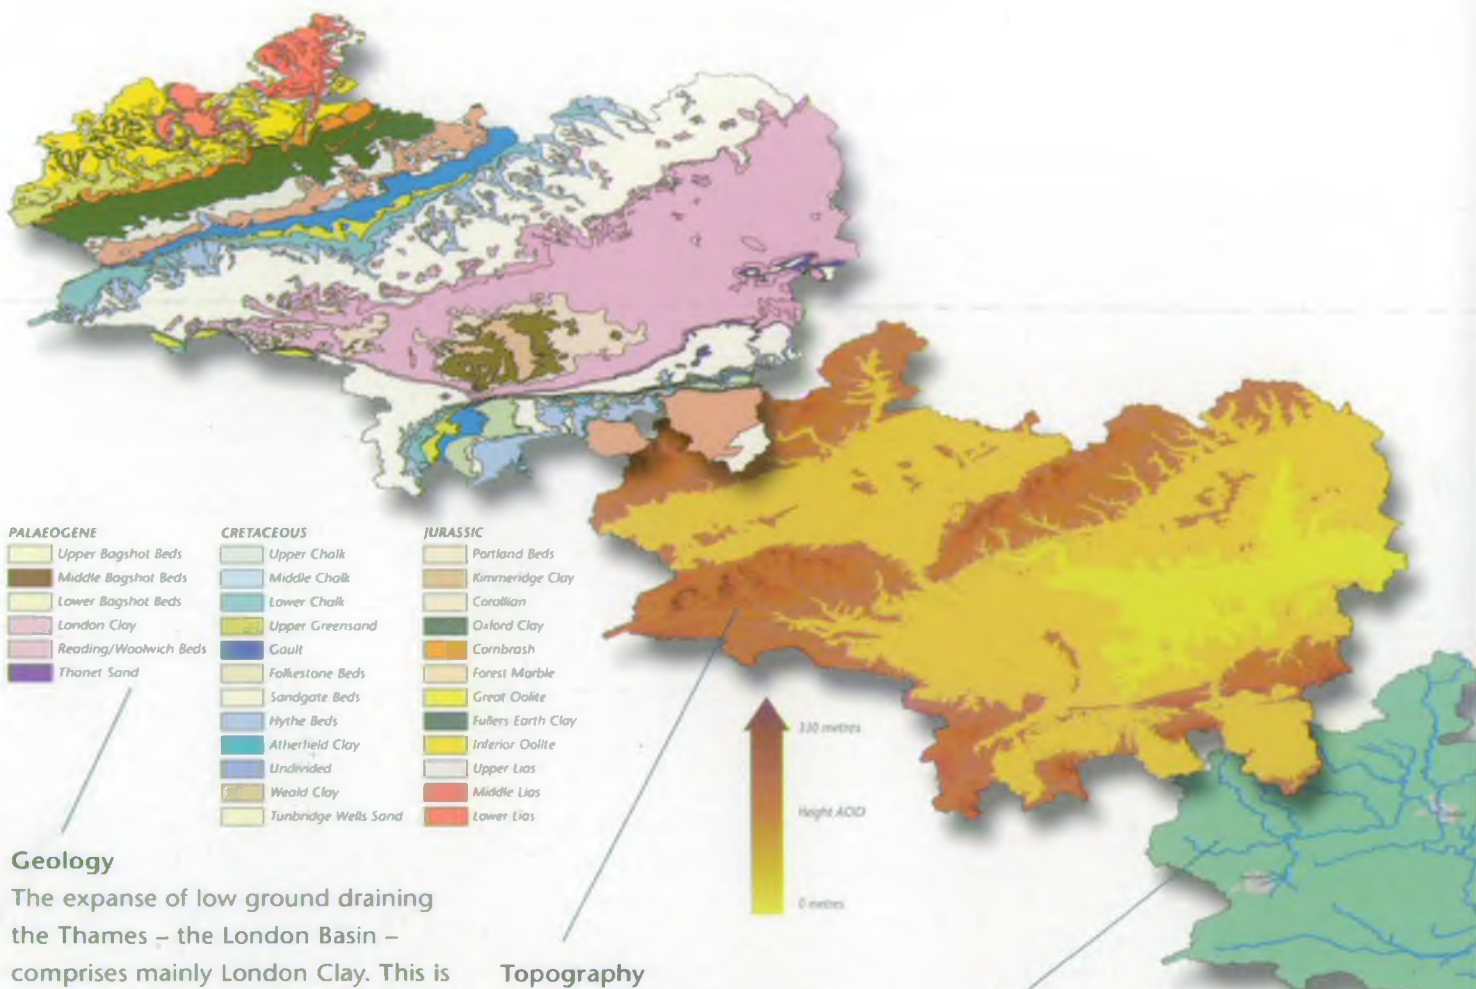 PALAEOGENE
Upper Bagshot Beds
Middle Bagshot Beds
Lower Bagshot Beds
London Clay
Reading/Woolwich Beds
Thanet Sand
CRETACEOUS
Upper Chalk
Middle Chalk
Lower Chalk
Upper Greensand
Gault
Folkestone Beds
Sandgate Beds
Hythe Beds
Atherfield Clay
Undivided
Weald Clay
Tunbridge Wells Sand
JURASSIC
Portland Beds
Kimmeridge Clay
Corallian
Oxford Clay
Cornbrash
Forest Marble
Great Oolite
Fullers Earth Clay
Inferior Oolite
Upper Lias
Middle Lias
Lower Lias
330 metres
Height AOD
0 metres
Geology
The expanse of low ground draining
the Thames – the London Basin –
comprises mainly London Clay. This is
Topography